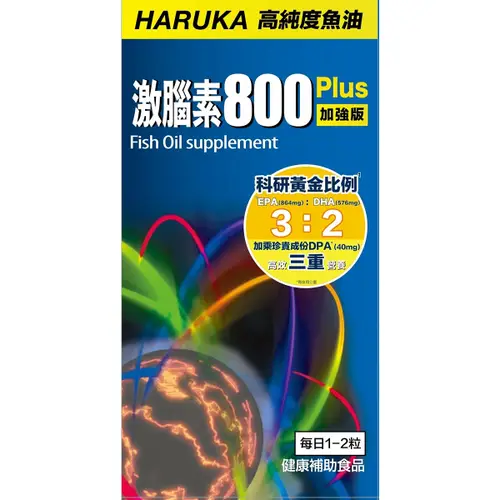 HARUKA 高純度魚油
激腦素800 Plus
加強版
Fish Oil supplement
科研黃金比例
EPA(864mg) : DHA(576mg)
3 : 2
加乘珍貴成份DPA (40mg)
高效 三重 營養
每日1-2粒
健康補助食品